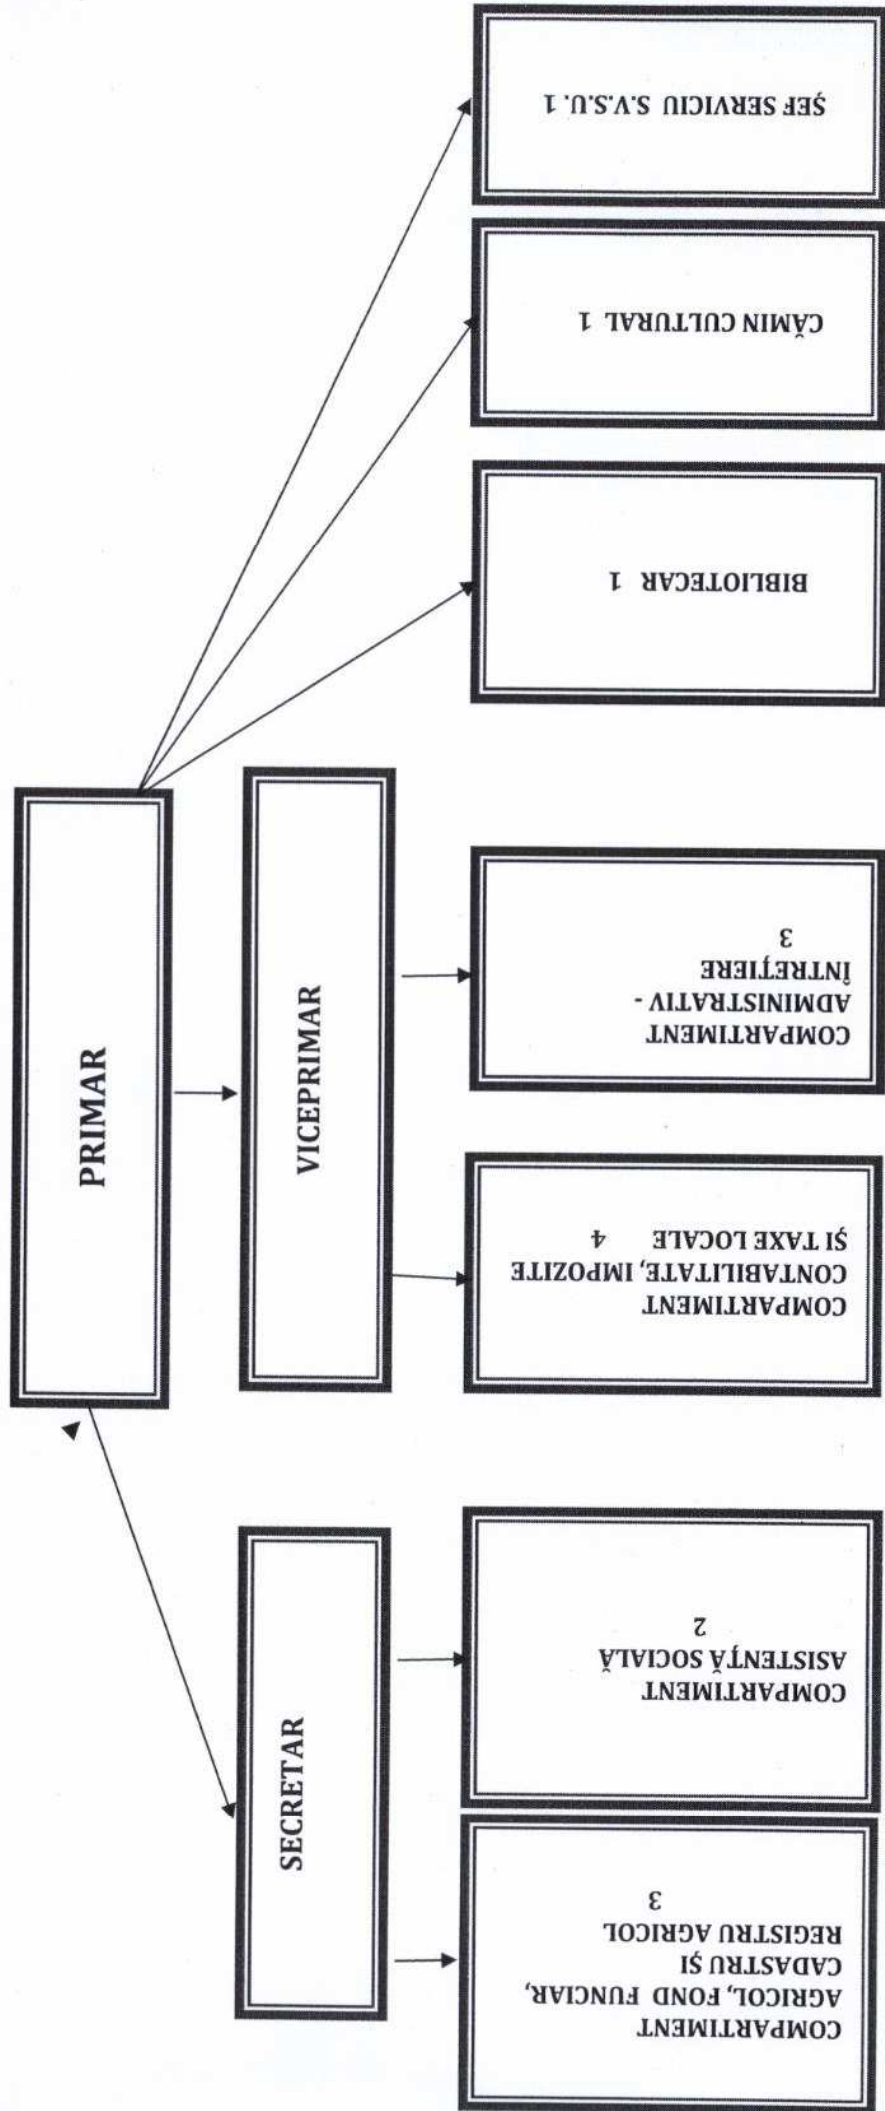 PRIMAR
SECRETAR
VICEPRIMAR
COMPARTIMENT
AGRICOL, FOND FUNCIAR,
CADASTRU ŞI
REGISTRU AGRICOL
3
COMPARTIMENT
ASISTENŢĂ SOCIALĂ
2
COMPARTIMENT
CONTABILITATE, IMPOZITE
ŞI TAXE LOCALE 4
COMPARTIMENT
ADMINISTRATIV -
ÎNTREŢIERE
3
BIBLIOTECAR 1
CĂMIN CULTURAL 1
ŞEF SERVICIU S.V.S.U. 1